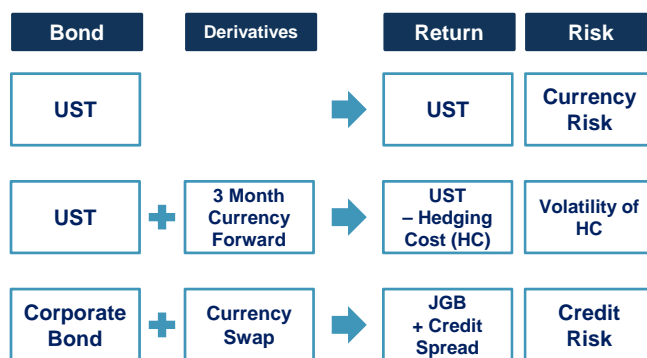 Bond
Derivatives
Return
Risk
UST
UST
Currency
Risk
UST
3 Month
Currency
Forward
UST
– Hedging
Cost (HC)
Volatility of
HC
Corporate
Bond
Currency
Swap
JGB
+ Credit
Spread
Credit
Risk